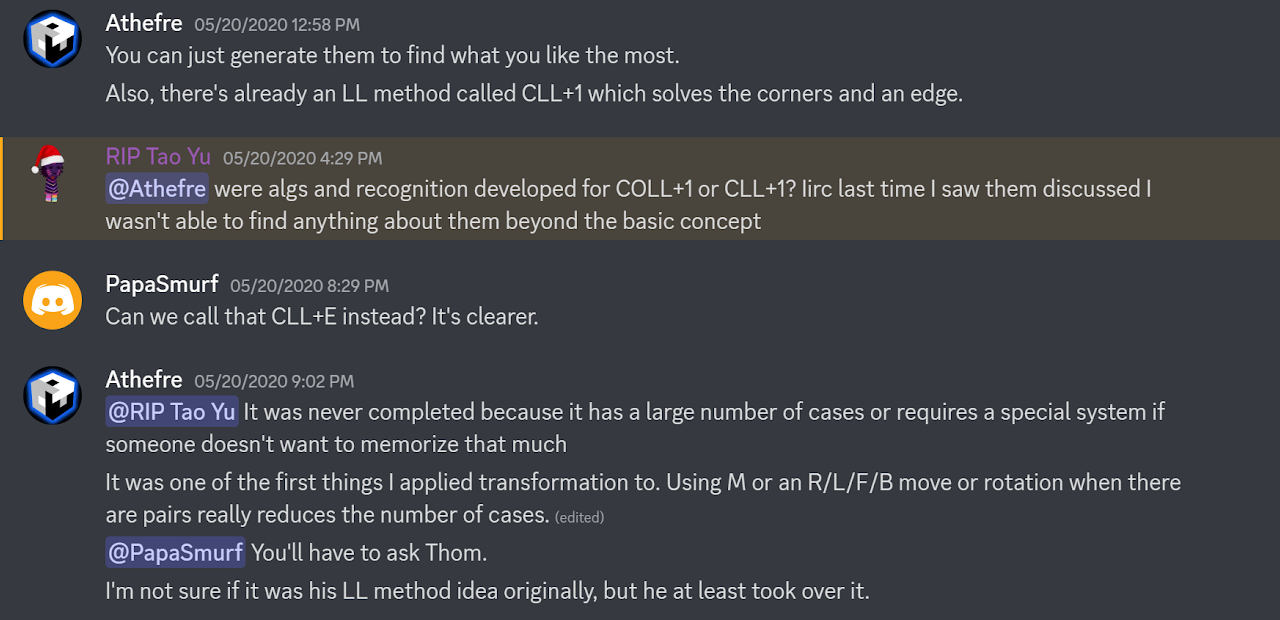 Athefre 05/20/2020 12:58 PM
You can just generate them to find what you like the most.
Also, there's already an LL method called CLL+1 which solves the corners and an edge.
RIP Tao Yu 05/20/2020 4:29 PM
@Athefre were algs and recognition developed for COLL+1 or CLL+1? Iirc last time I saw them discussed I
wasn't able to find anything about them beyond the basic concept
PapaSmurf 05/20/2020 8:29 PM
Can we call that CLL+E instead? It's clearer.
Athefre 05/20/2020 9:02 PM
@RIP Tao Yu It was never completed because it has a large number of cases or requires a special system if
someone doesn't want to memorize that much
It was one of the first things I applied transformation to. Using M or an R/L/F/B move or rotation when there
are pairs really reduces the number of cases. (edited)
@PapaSmurf You'll have to ask Thom.
I'm not sure if it was his LL method idea originally, but he at least took over it.